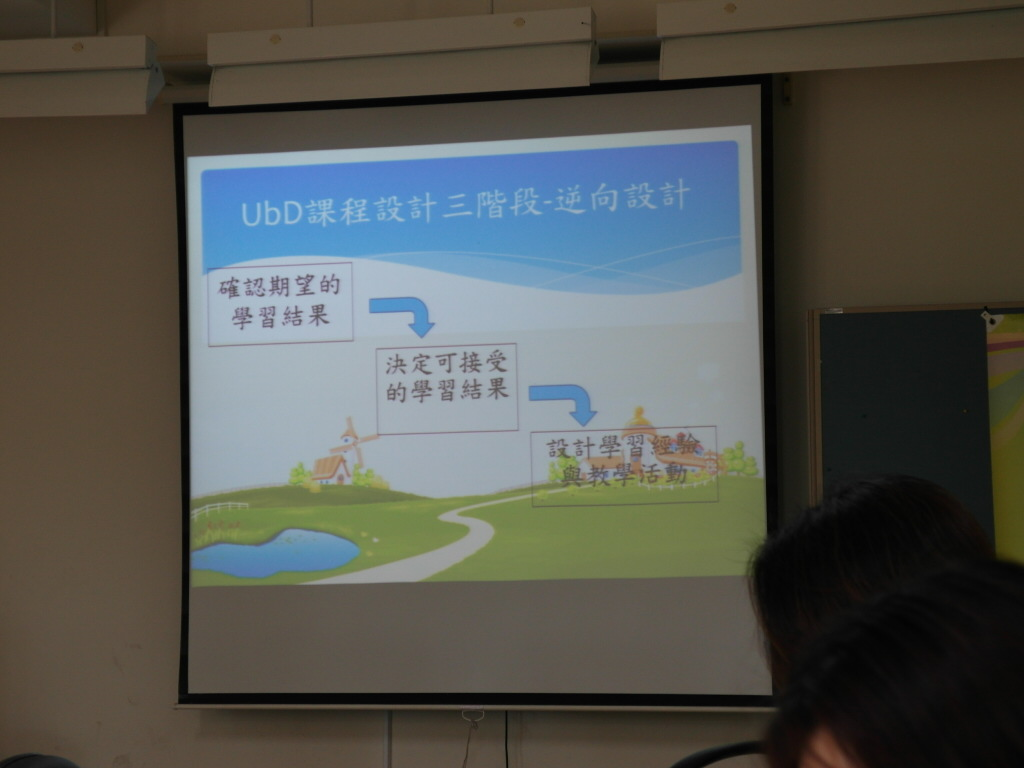 UbD課程設計三階段-逆向設計
確認期望的
學習結果
決定可接受
的學習結果
設計學習經驗
與教學活動